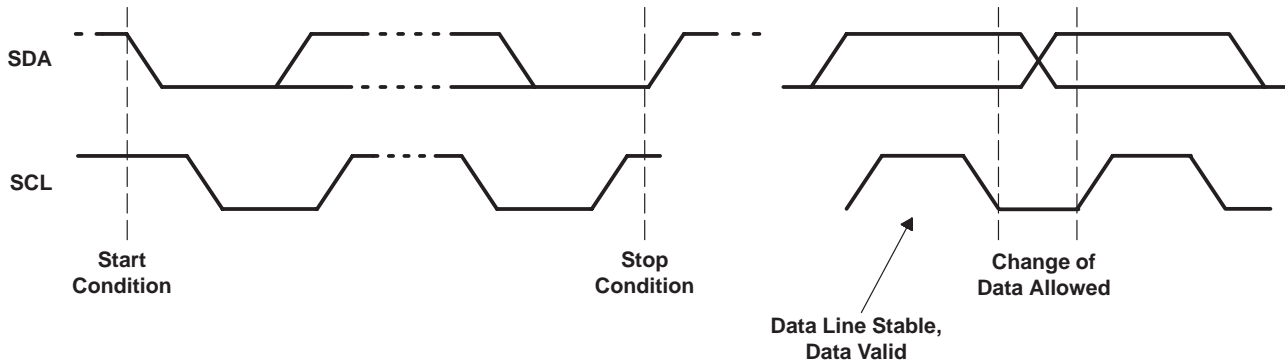 SDA
SCL
Start
Condition
Stop
Condition
Change of
Data Allowed
Data Line Stable,
Data Valid